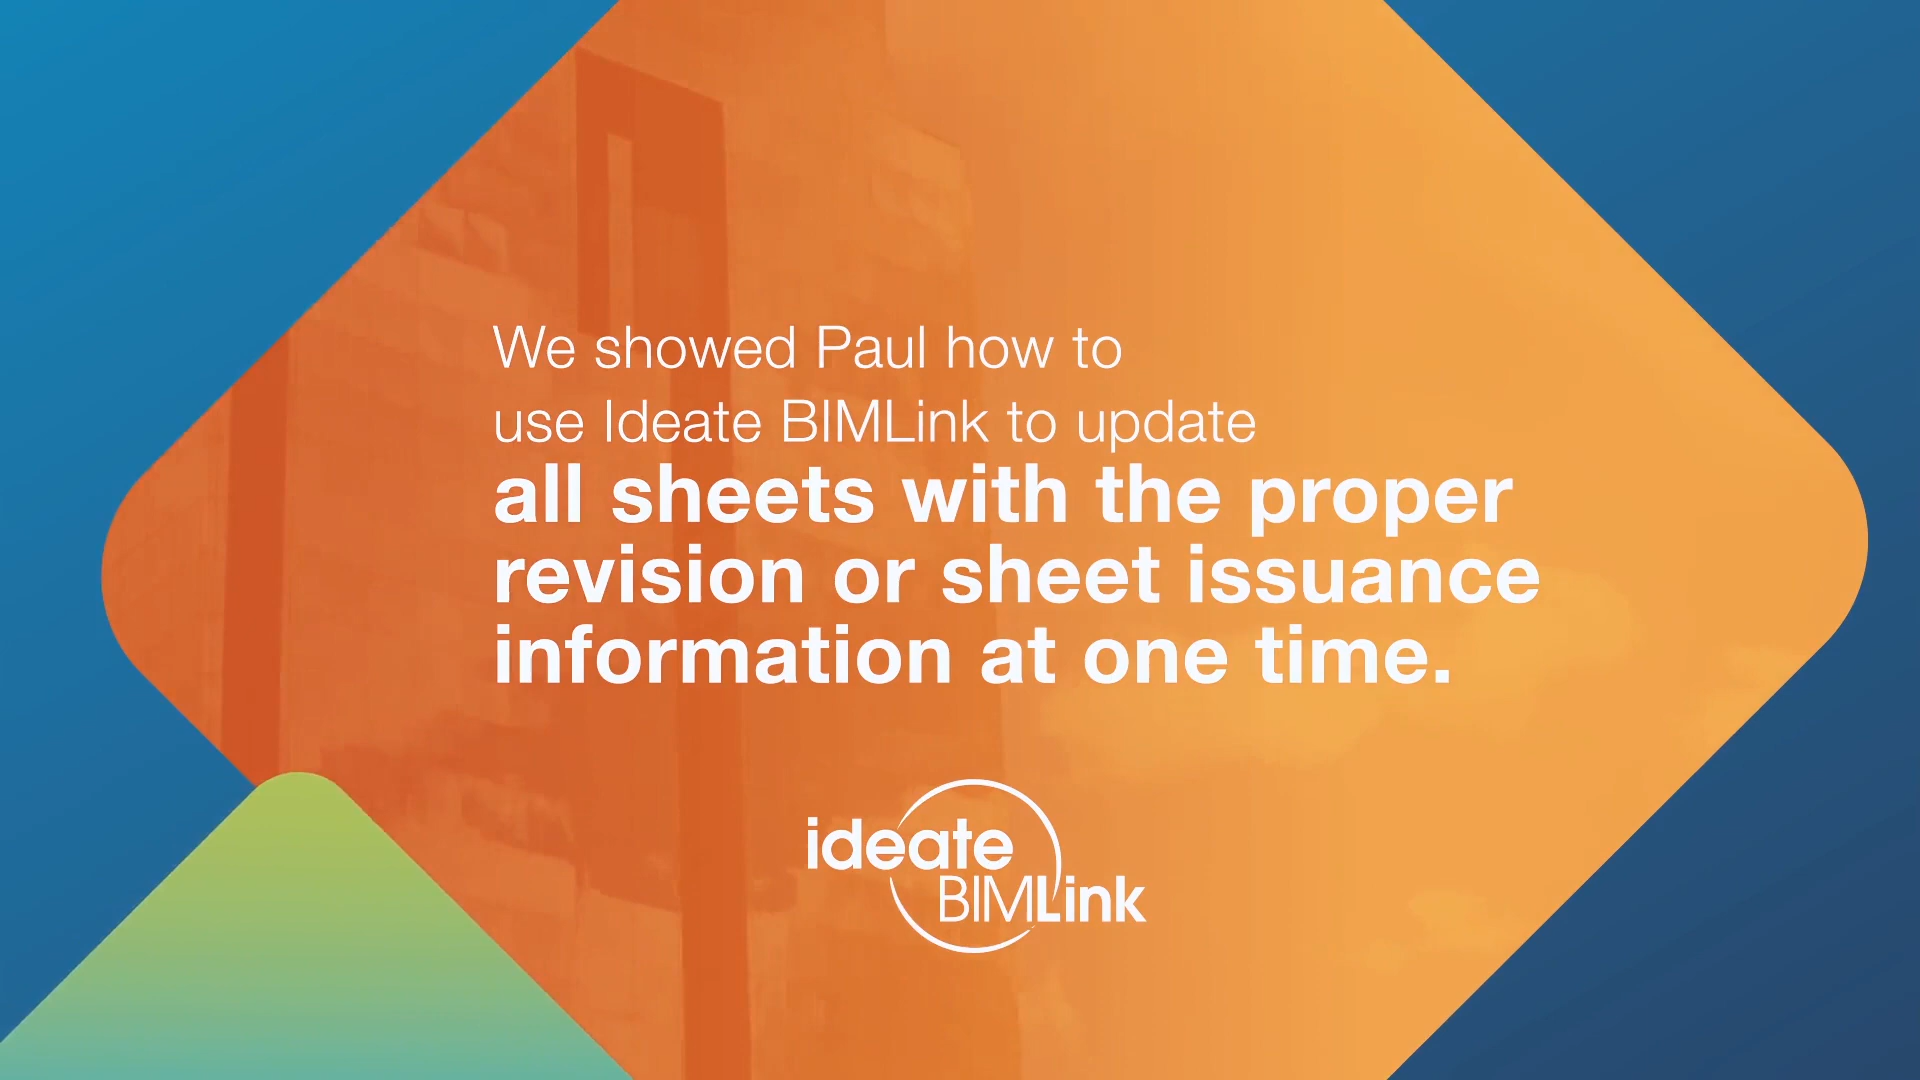 We showed Paul how to
use Ideate BIMLink to update
all sheets with the proper
revision or sheet issuance
information at one time.
ideate
BIMLink